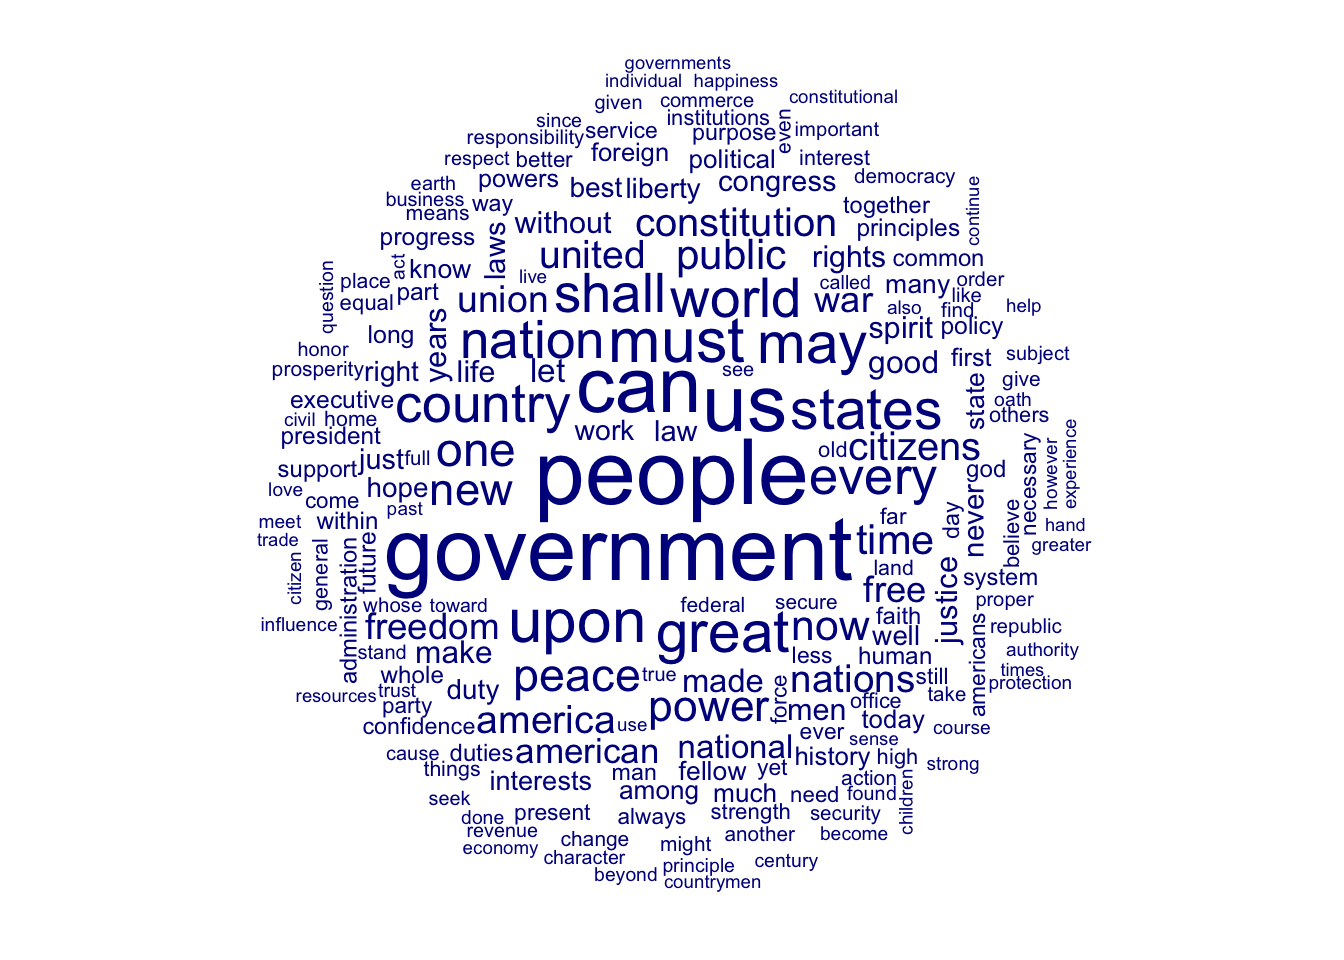 governments
individual happiness
given commerce constitutional
since institutions
responsibility service purpose even important
respect better foreign political interest
earth powers best liberty congress democracy
business way together
means without constitution principles continue
progress laws united public rights common
act know live called many order
question place part union shall world war also like help
equal find
long years nation must may spirit policy
honor good first subject
prosperity right life let see
executive country can us states state give
oath
civil home work law others
president one old citizens
support just full people every god
love hope new never necessary however experience
come past
meet within far day believe hand
trade government time greater
citizen general administration future land system
free
whose toward federal secure justice proper
influence freedom upon great now faith americans republic
stand make well authority
whole peace true less human times
resources trust duty made nations still take protection
party power force men office
confidence america use today course
ever sense
cause duties american national history high
things man fellow yet strong
interests action
seek among much need found children
done present always strength security
revenue change another become
economy might
character principle century
beyond countrymen